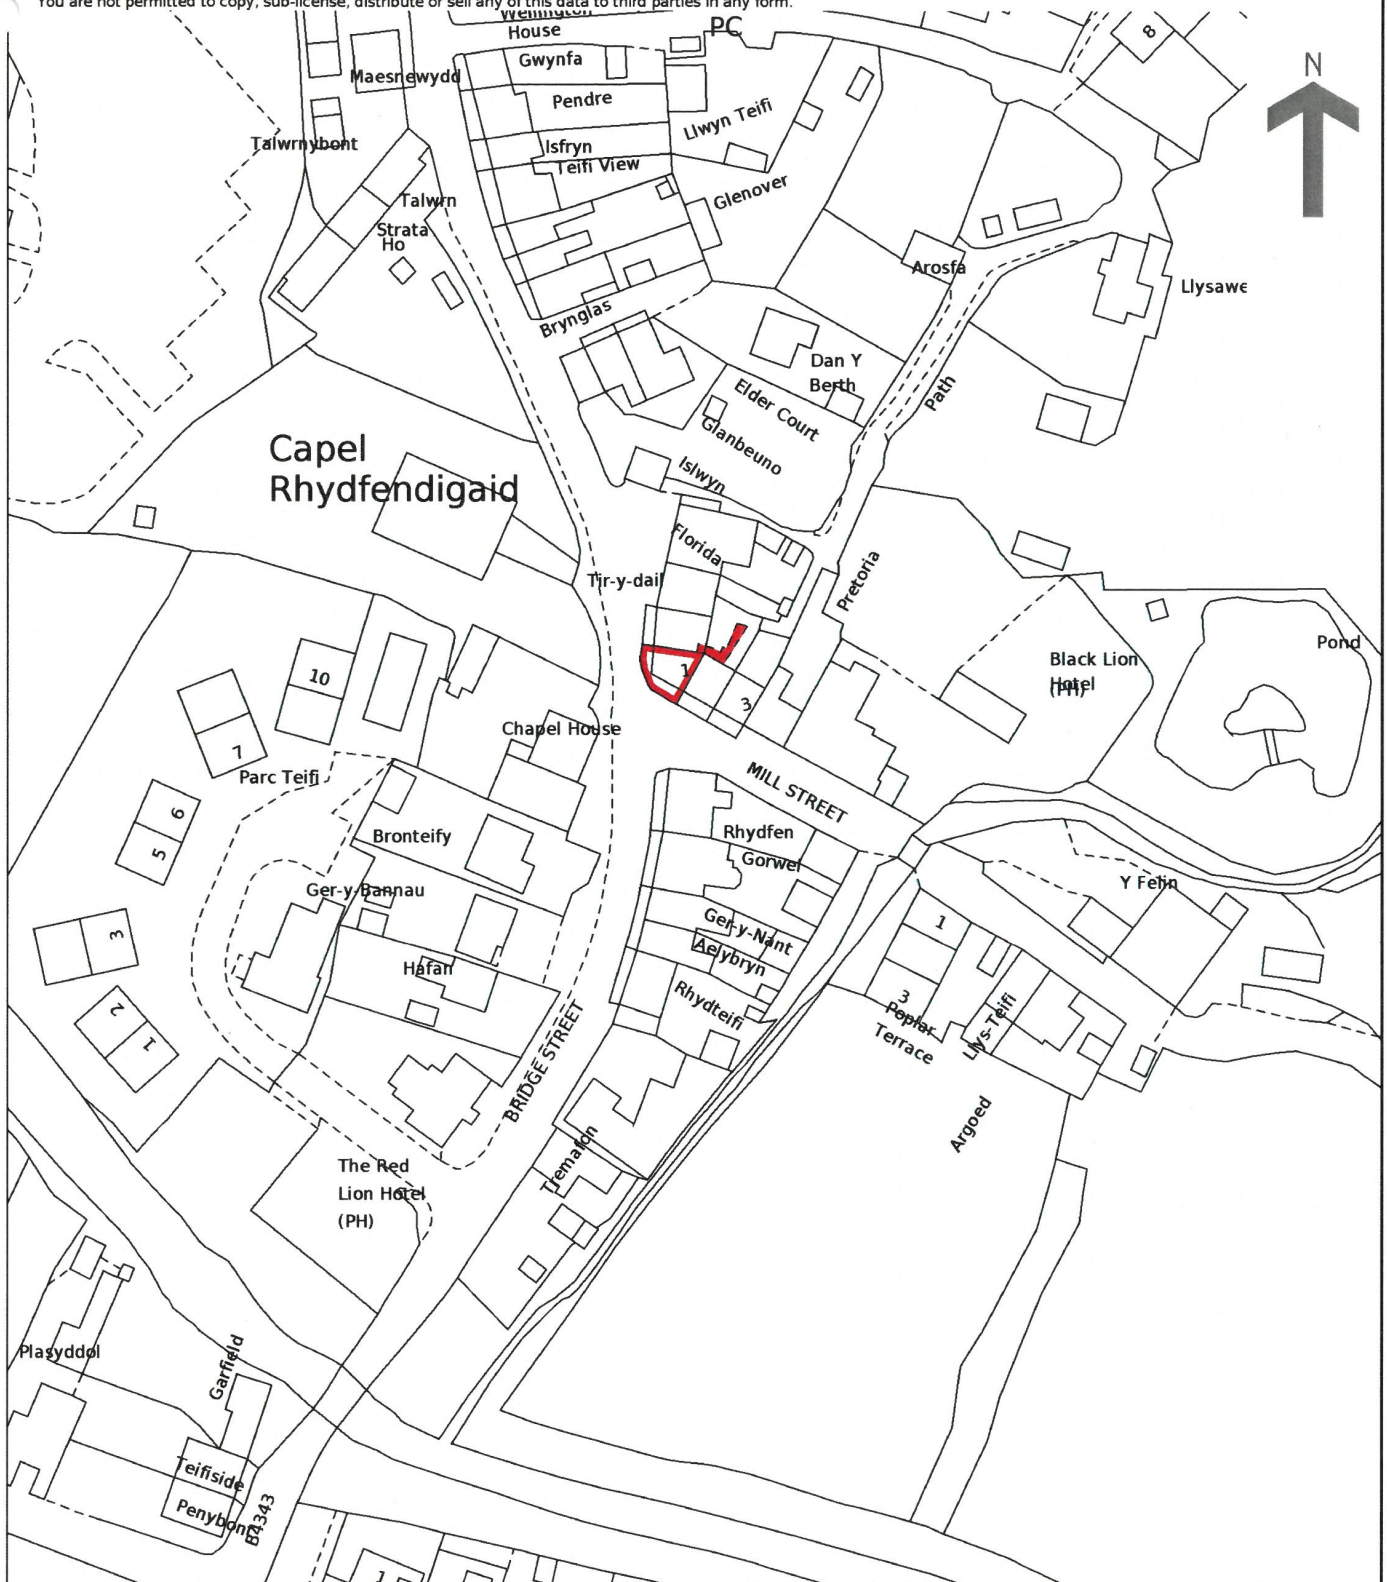 You are not permitted to copy, sub-license, distribute or sell any of this data to third parties in any form.
Wellington
House
PC
8
N
Gwynfa
Maesnewydd
Pendre
Llwyn Teifi
Talwrnybont
Isfryn
Teifi View
Glenover
Talwrn
Strata
Ho
Arosfa
Llysawe
Brynglas
Dan Y
Berth
Elder Court
Path
Glanbeuno
Capel
Rhydfendigaid
Islwyn
Florida
Tir-y-dail
Pretoria
Pond
Black Lion
Hotel
(PH)
1
3
10
7
Chapel House
Parc Teifi
MILL STREET
6
5
Bronteify
Rhydfen
Gorwel
Ger-y-Bannau
Y Felin
3
Ger-y-Nant
1
Aelybryn
Hafan
3
Rhydteifi
Poplar
Terrace
Llys-Teifi
2
1
BRIDGE STREET
Argoed
Tremafon
The Red
Lion Hotel
(PH)
Plasyddol
Garfield
Teifiside
Penybont
B4343
1